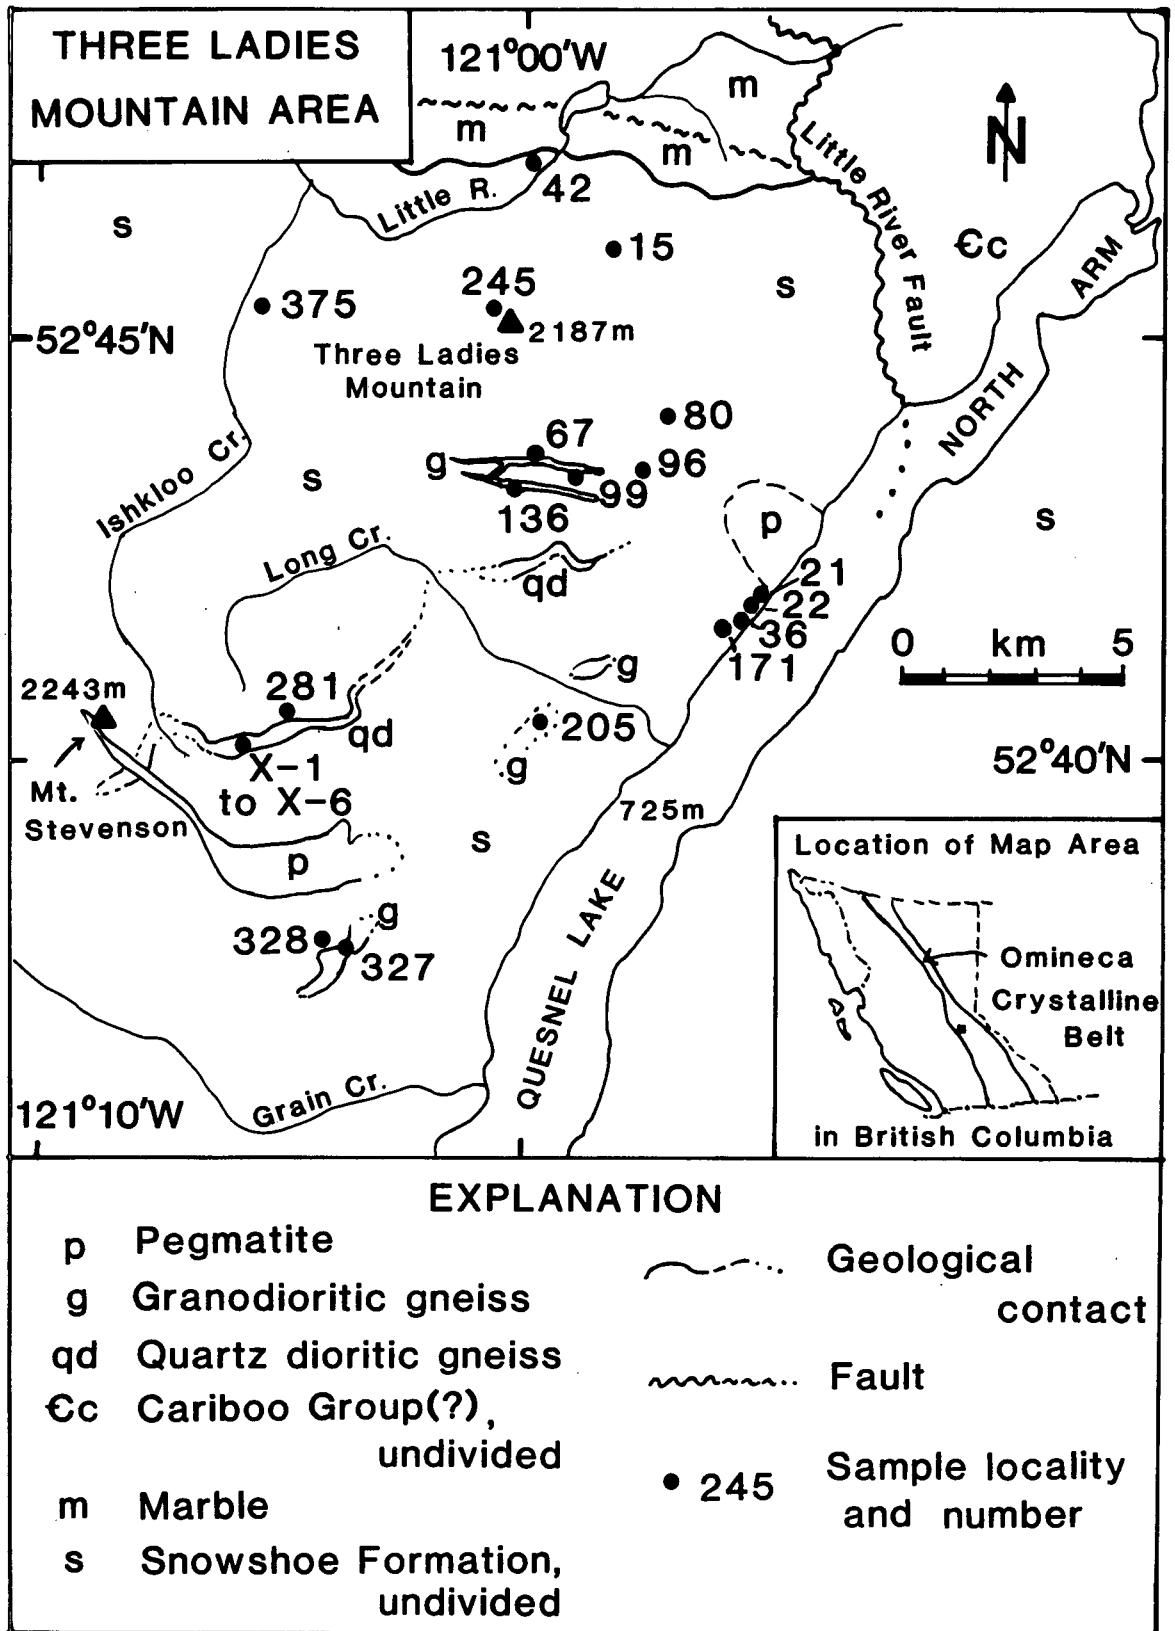 THREE LADIES
MOUNTAIN AREA
121°00'W
m
m
m
N
Little River Fault
Little R.
42
s
15
Єc
ARM
s
245
375
2187m
52°45'N
Three Ladies
Mountain
NORTH
80
67
g
96
Ishkloo Cr.
s
99
136
p
s
Long Cr.
qd
21
22
36
171
0 km 5
g
2243m
281
205
qd
52°40'N
g
X-1
to X-6
Mt.
Stevenson
725m
s
p
QUESNEL LAKE
g
328
327
Grain Cr.
121°10'W
Location of Map Area
Omineca
Crystalline
Belt
in British Columbia
EXPLANATION
p Pegmatite
g Granodioritic gneiss
qd Quartz dioritic gneiss
Єc Cariboo Group(?),
undivided
m Marble
s Snowshoe Formation,
undivided
Geological
contact
Fault
245 Sample locality
and number